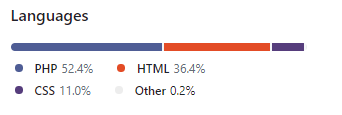 Languages
PHP 52.4% HTML 36.4%
CSS 11.0% Other 0.2%